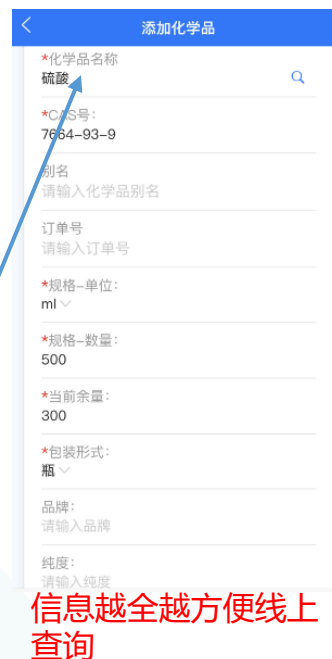 添加化学品
*化学品名称
硫酸
*CAS号:
7664-93-9
别名
请输入化学品别名
订单号
请输入订单号
*规格-单位:
ml
*规格-数量:
500
*当前余量:
300
*包装形式:
瓶
品牌:
请输入品牌
纯度:
请输入纯度
信息越全越方便线上
查询